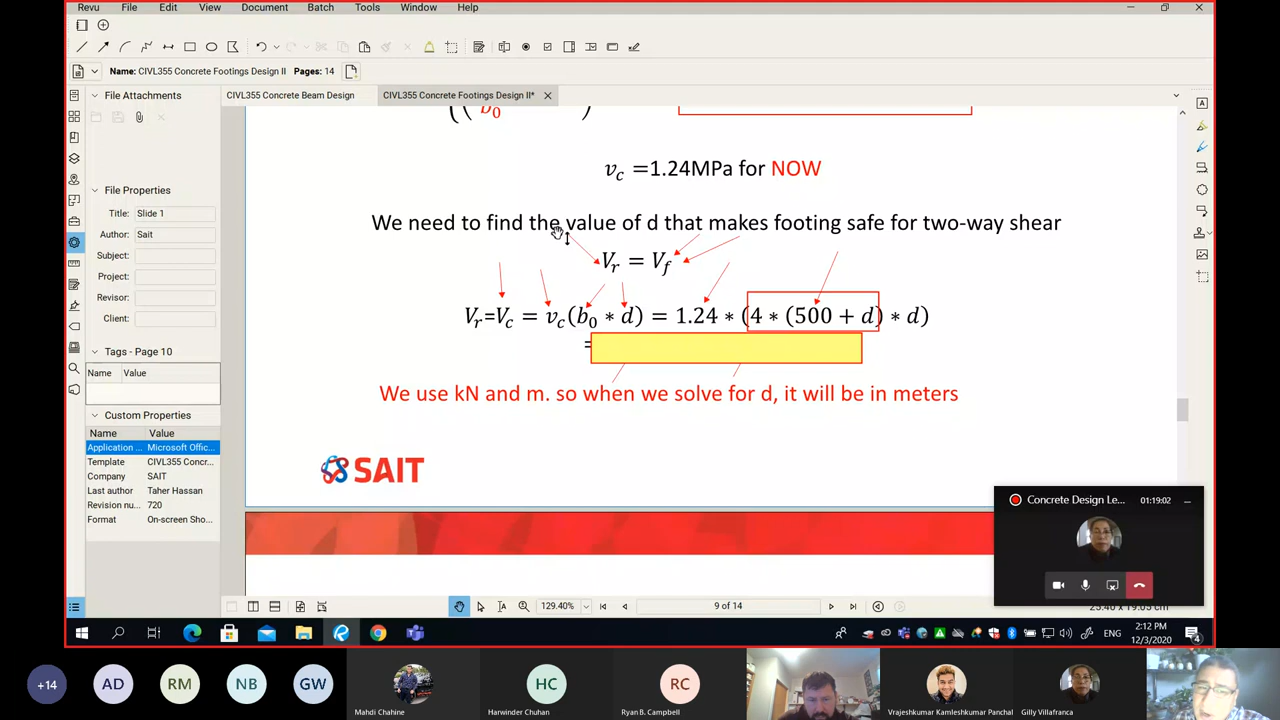 Revu File Edit View Document Batch Tools Window Help
Name: CIVL355 Concrete Footings Design II Pages: 14
File Attachments
CIVL355 Concrete Beam Design CIVL355 Concrete Footings Design II*
b₀
v_c =1.24MPa for NOW
We need to find the value of d that makes footing safe for two-way shear
V_r = V_f
V_r=V_c = v_c(b₀ * d) = 1.24 * (4 * (500 + d) * d)
=
We use kN and m. so when we solve for d, it will be in meters
SAIT
File Properties
Title: Slide 1
Author: Sait
Subject:
Keywords:
Creator:
Client:
Tags - Page 10
Name Value
Custom Properties
Name Value
Application ... Microsoft Offic...
Template CIVL355 Concr...
Company SAIT
Last author Taher Hassan
Revision nu... 720
Format On-screen Sho...
Concrete Design Le... 01:19:02
129.40% 9 of 14
ENG 2:12 PM
12/3/2020
4
+14 AD RM NB GW HC RC
Mahdi Chahine Harwinder Chuhan Ryan B. Campbell Vrajeshkumar Kamleshkumar Panchal Gilly Villafranca